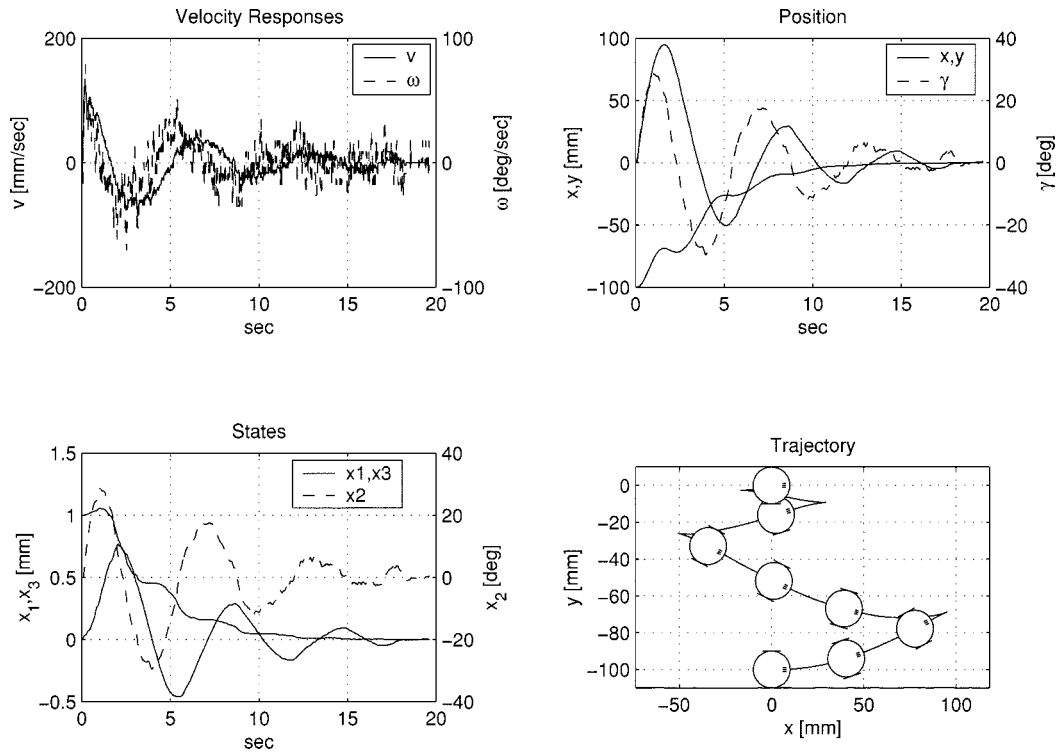 Velocity Responses
200
100
0
−100
−200
v [mm/sec]
100
50
0
−50
−100
ω [deg/sec]
v
ω
0 5 10 15 20
sec
Position
100
50
0
−50
−100
x,y [mm]
40
20
0
−20
−40
γ [deg]
x,y
γ
0 5 10 15 20
sec
States
1.5
1
0.5
0
−0.5
x1,x3 [mm]
40
20
0
−20
−40
x2 [deg]
x1,x3
x2
0 5 10 15 20
sec
Trajectory
0
−20
−40
−60
−80
−100
y [mm]
−50 0 50 100
x [mm]